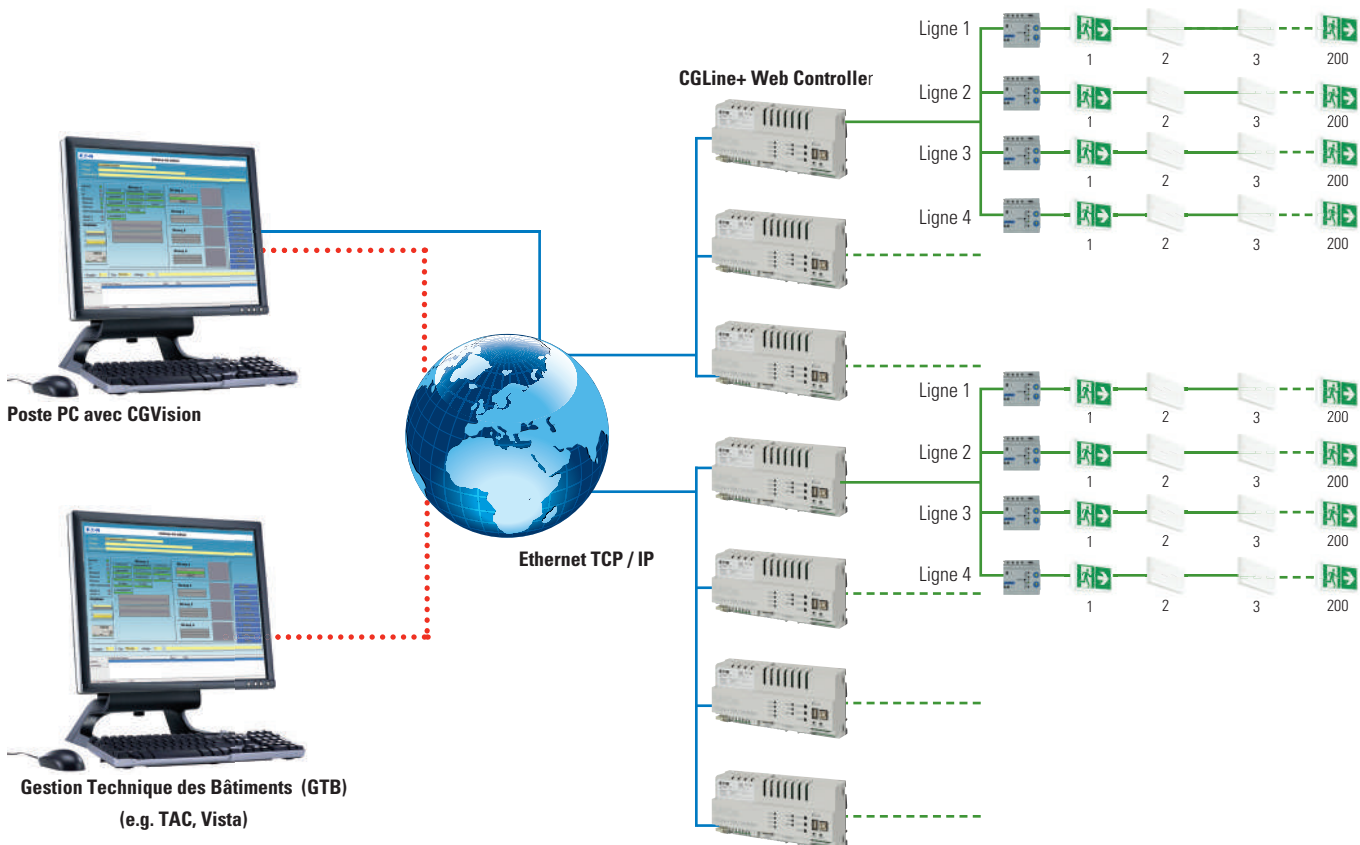 Ligne 1
1
2
3
200
CGLine+ Web Controller
Ligne 2
1
2
3
200
Ligne 3
1
2
3
200
Ligne 4
1
2
3
200
Poste PC avec CGVision
Ligne 1
1
2
3
200
Ligne 2
1
2
3
200
Ligne 3
1
2
3
200
Ethernet TCP / IP
Ligne 4
1
2
3
200
Gestion Technique des Bâtiments (GTB)
(e.g. TAC, Vista)